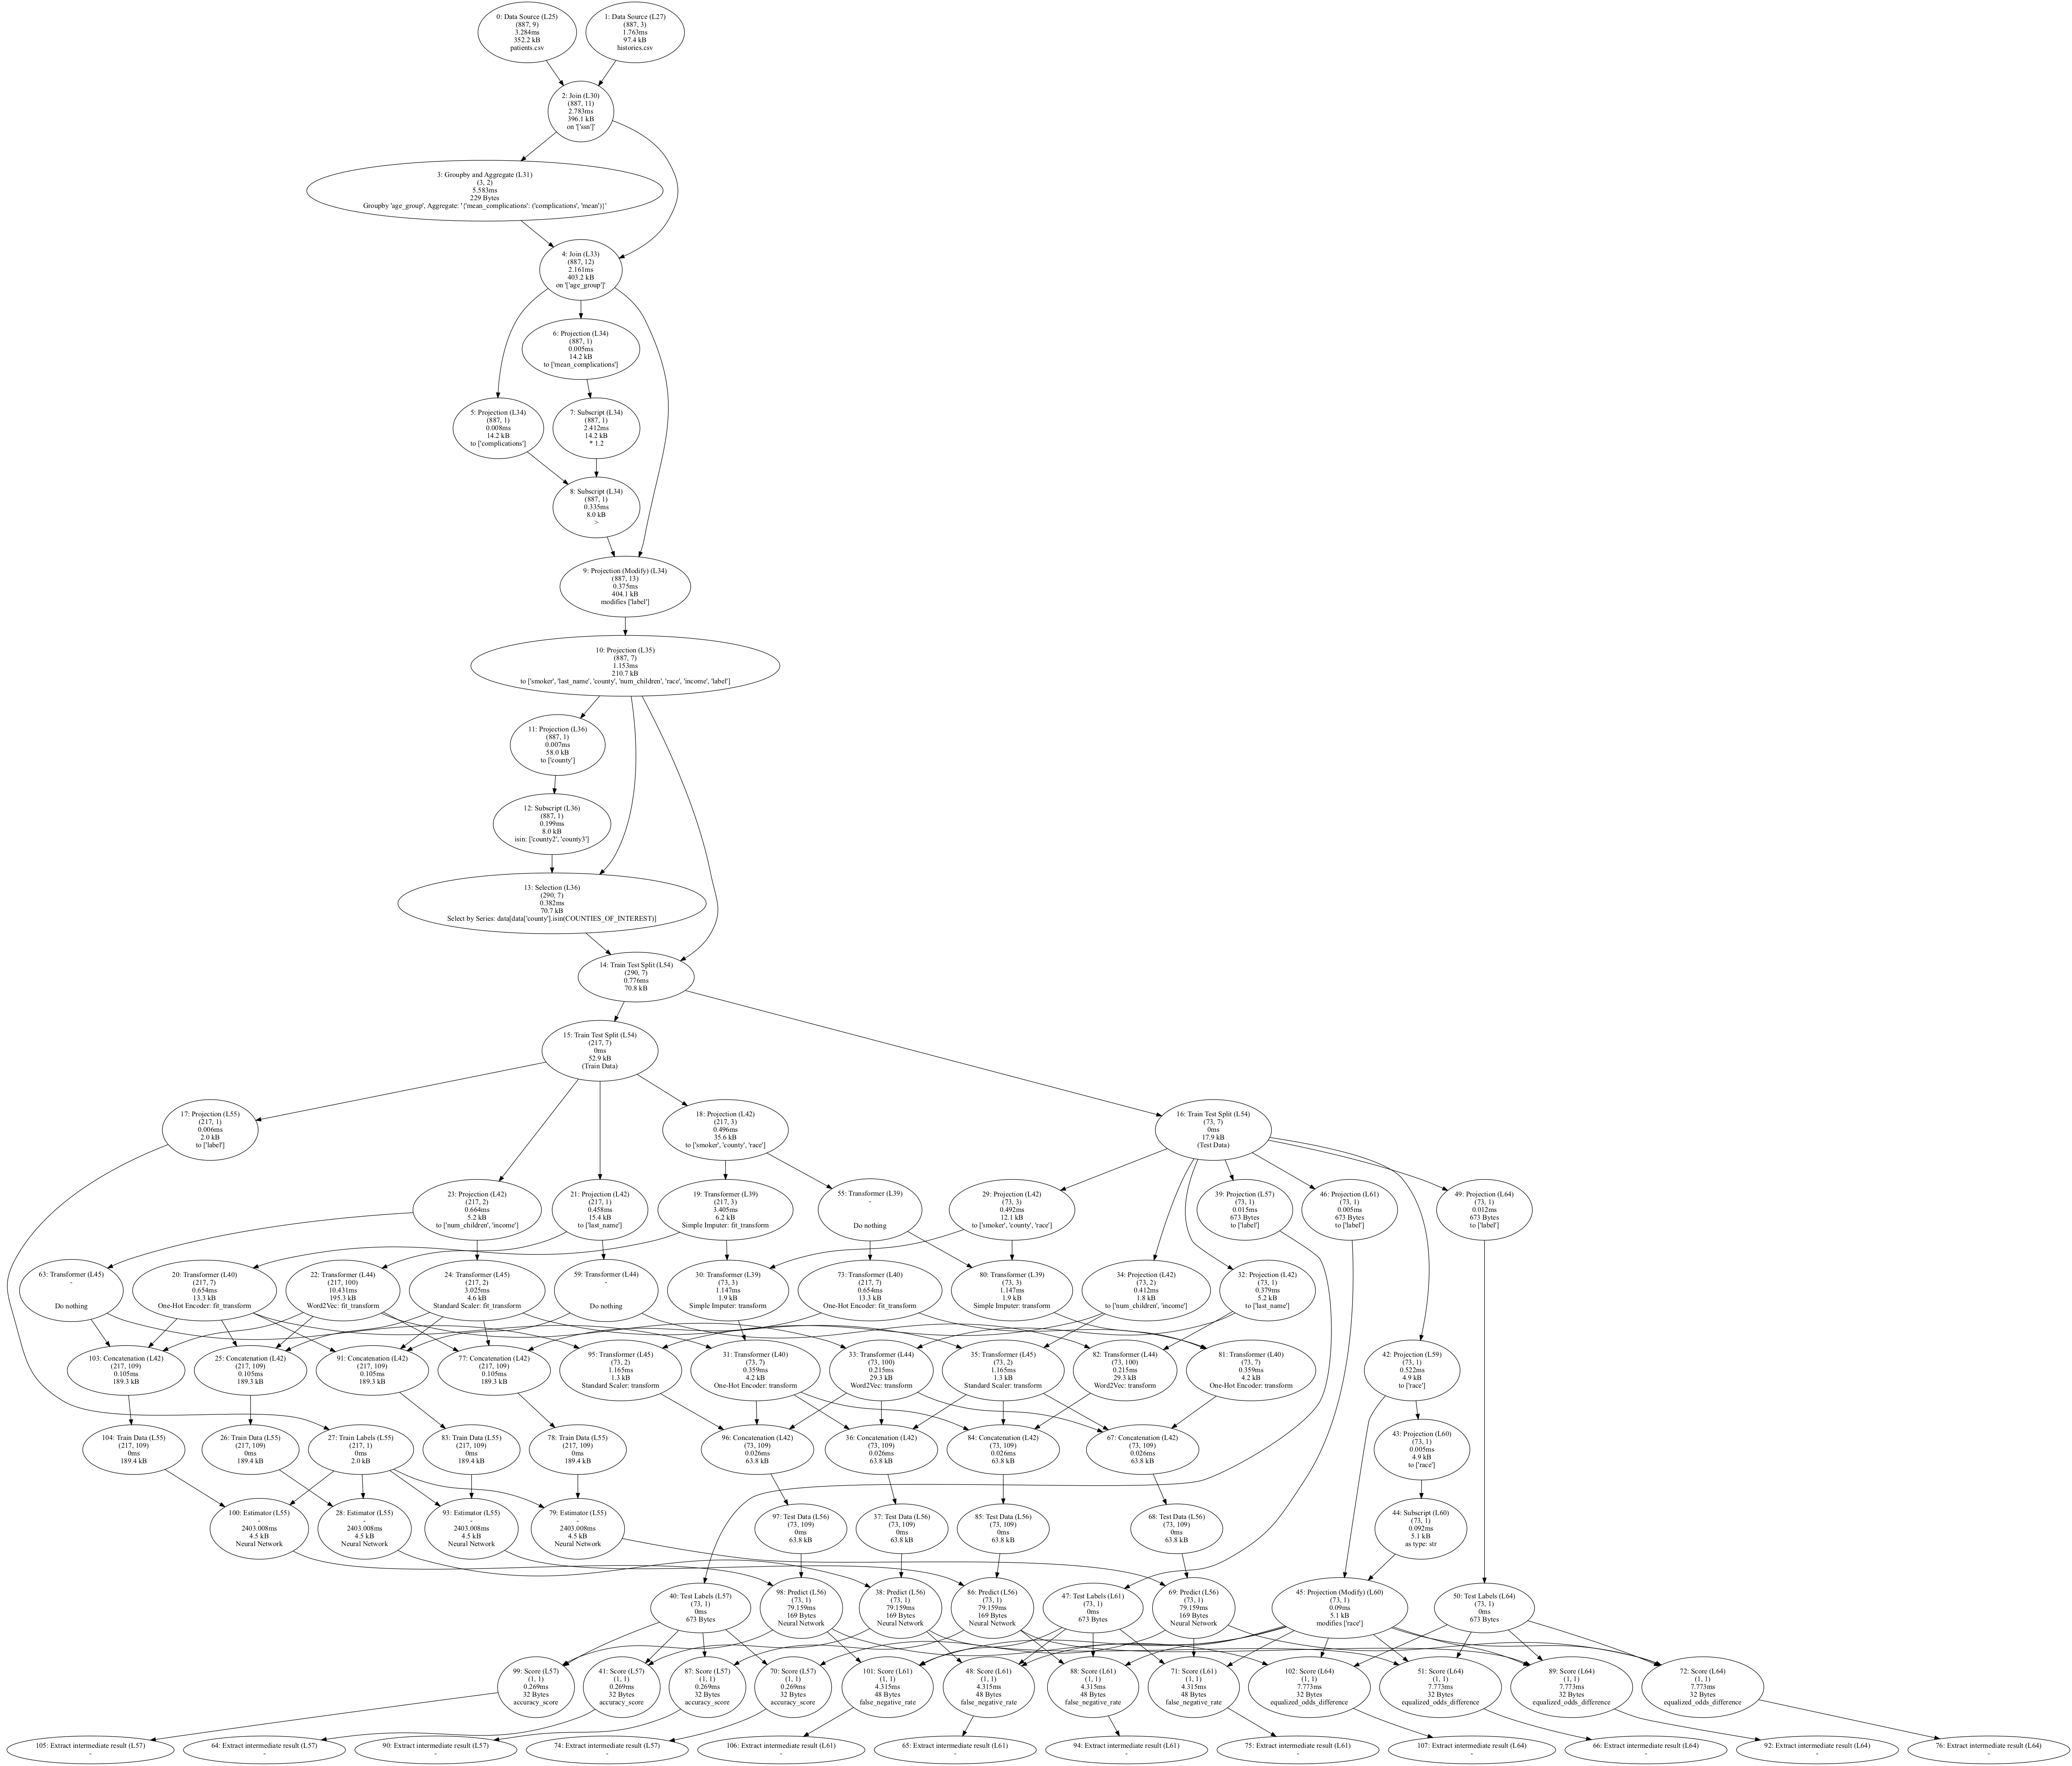 0: Data Source (L25)
(887, 9)
3.284ms
352.2 kB
patients.csv
1: Data Source (L27)
(887, 3)
1.763ms
97.4 kB
histories.csv
2: Join (L30)
(887, 11)
2.783ms
396.1 kB
on '['ssn']'
3: Groupby and Aggregate (L31)
(3, 2)
5.583ms
229 Bytes
Groupby 'age_group', Aggregate: '{'mean_complications': ('complications', 'mean')}'
4: Join (L33)
(887, 12)
2.161ms
403.2 kB
on '['age_group']'
6: Projection (L34)
(887, 1)
0.005ms
14.2 kB
to ['mean_complications']
5: Projection (L34)
(887, 1)
0.008ms
14.2 kB
to ['complications']
7: Subscript (L34)
(887, 1)
2.412ms
14.2 kB
* 1.2
8: Subscript (L34)
(887, 1)
0.335ms
8.0 kB
>
9: Projection (Modify) (L34)
(887, 13)
0.375ms
404.1 kB
modifies ['label']
10: Projection (L35)
(887, 7)
1.153ms
210.7 kB
to ['smoker', 'last_name', 'county', 'num_children', 'race', 'income', 'label']
11: Projection (L36)
(887, 1)
0.007ms
58.0 kB
to ['county']
12: Subscript (L36)
(887, 1)
0.199ms
8.0 kB
isin: ['county2', 'county3']
13: Selection (L36)
(290, 7)
0.382ms
70.7 kB
Select by Series: data[data['county'].isin(COUNTIES_OF_INTEREST)]
14: Train Test Split (L54)
(290, 7)
0.776ms
70.8 kB
15: Train Test Split (L54)
(217, 7)
0ms
52.9 kB
(Train Data)
17: Projection (L55)
(217, 1)
0.006ms
2.0 kB
to ['label']
18: Projection (L42)
(217, 3)
0.496ms
35.6 kB
to ['smoker', 'county', 'race']
16: Train Test Split (L54)
(73, 7)
0ms
17.9 kB
(Test Data)
23: Projection (L42)
(217, 2)
0.664ms
5.2 kB
to ['num_children', 'income']
21: Projection (L42)
(217, 1)
0.458ms
15.4 kB
to ['last_name']
19: Transformer (L39)
(217, 3)
3.405ms
6.2 kB
Simple Imputer: fit_transform
55: Transformer (L39)
-
Do nothing
29: Projection (L42)
(73, 3)
0.492ms
12.1 kB
to ['smoker', 'county', 'race']
39: Projection (L57)
(73, 1)
0.015ms
673 Bytes
to ['label']
46: Projection (L61)
(73, 1)
0.005ms
673 Bytes
to ['label']
49: Projection (L64)
(73, 1)
0.012ms
673 Bytes
to ['label']
63: Transformer (L45)
-
Do nothing
20: Transformer (L40)
(217, 7)
0.654ms
13.3 kB
One-Hot Encoder: fit_transform
22: Transformer (L44)
(217, 100)
10.431ms
195.3 kB
Word2Vec: fit_transform
24: Transformer (L45)
(217, 2)
3.025ms
4.6 kB
Standard Scaler: fit_transform
59: Transformer (L44)
-
Do nothing
30: Transformer (L39)
(73, 3)
1.147ms
1.9 kB
Simple Imputer: transform
73: Transformer (L40)
(217, 7)
0.654ms
13.3 kB
One-Hot Encoder: fit_transform
80: Transformer (L39)
(73, 3)
1.147ms
1.9 kB
Simple Imputer: transform
34: Projection (L42)
(73, 2)
0.412ms
1.8 kB
to ['num_children', 'income']
32: Projection (L42)
(73, 1)
0.379ms
5.2 kB
to ['last_name']
103: Concatenation (L42)
(217, 109)
0.105ms
189.3 kB
25: Concatenation (L42)
(217, 109)
0.105ms
189.3 kB
91: Concatenation (L42)
(217, 109)
0.105ms
189.3 kB
77: Concatenation (L42)
(217, 109)
0.105ms
189.3 kB
95: Transformer (L45)
(73, 2)
1.165ms
1.3 kB
Standard Scaler: transform
31: Transformer (L40)
(73, 7)
0.359ms
4.2 kB
One-Hot Encoder: transform
33: Transformer (L44)
(73, 100)
0.215ms
29.3 kB
Word2Vec: transform
35: Transformer (L45)
(73, 2)
1.165ms
1.3 kB
Standard Scaler: transform
82: Transformer (L44)
(73, 100)
0.215ms
29.3 kB
Word2Vec: transform
81: Transformer (L40)
(73, 7)
0.359ms
4.2 kB
One-Hot Encoder: transform
42: Projection (L59)
(73, 1)
0.522ms
4.9 kB
to ['race']
104: Train Data (L55)
(217, 109)
0ms
189.4 kB
26: Train Data (L55)
(217, 109)
0ms
189.4 kB
27: Train Labels (L55)
(217, 1)
0ms
2.0 kB
83: Train Data (L55)
(217, 109)
0ms
189.4 kB
78: Train Data (L55)
(217, 109)
0ms
189.4 kB
96: Concatenation (L42)
(73, 109)
0.026ms
63.8 kB
36: Concatenation (L42)
(73, 109)
0.026ms
63.8 kB
84: Concatenation (L42)
(73, 109)
0.026ms
63.8 kB
67: Concatenation (L42)
(73, 109)
0.026ms
63.8 kB
43: Projection (L60)
(73, 1)
0.005ms
4.9 kB
to ['race']
100: Estimator (L55)
-
2403.008ms
4.5 kB
Neural Network
28: Estimator (L55)
-
2403.008ms
4.5 kB
Neural Network
93: Estimator (L55)
-
2403.008ms
4.5 kB
Neural Network
79: Estimator (L55)
-
2403.008ms
4.5 kB
Neural Network
97: Test Data (L56)
(73, 109)
0ms
63.8 kB
37: Test Data (L56)
(73, 109)
0ms
63.8 kB
85: Test Data (L56)
(73, 109)
0ms
63.8 kB
68: Test Data (L56)
(73, 109)
0ms
63.8 kB
44: Subscript (L60)
(73, 1)
0.092ms
5.1 kB
as type: str
40: Test Labels (L57)
(73, 1)
0ms
673 Bytes
98: Predict (L56)
(73, 1)
79.159ms
169 Bytes
Neural Network
38: Predict (L56)
(73, 1)
79.159ms
169 Bytes
Neural Network
86: Predict (L56)
(73, 1)
79.159ms
169 Bytes
Neural Network
47: Test Labels (L61)
(73, 1)
0ms
673 Bytes
69: Predict (L56)
(73, 1)
79.159ms
169 Bytes
Neural Network
45: Projection (Modify) (L60)
(73, 1)
0.09ms
5.1 kB
modifies ['race']
50: Test Labels (L64)
(73, 1)
0ms
673 Bytes
99: Score (L57)
(1, 1)
0.269ms
32 Bytes
accuracy_score
41: Score (L57)
(1, 1)
0.269ms
32 Bytes
accuracy_score
87: Score (L57)
(1, 1)
0.269ms
32 Bytes
accuracy_score
70: Score (L57)
(1, 1)
0.269ms
32 Bytes
accuracy_score
101: Score (L61)
(1, 1)
4.315ms
48 Bytes
false_negative_rate
48: Score (L61)
(1, 1)
4.315ms
48 Bytes
false_negative_rate
88: Score (L61)
(1, 1)
4.315ms
48 Bytes
false_negative_rate
71: Score (L61)
(1, 1)
4.315ms
48 Bytes
false_negative_rate
102: Score (L64)
(1, 1)
7.773ms
32 Bytes
equalized_odds_difference
51: Score (L64)
(1, 1)
7.773ms
32 Bytes
equalized_odds_difference
89: Score (L64)
(1, 1)
7.773ms
32 Bytes
equalized_odds_difference
72: Score (L64)
(1, 1)
7.773ms
32 Bytes
equalized_odds_difference
105: Extract intermediate result (L57)
-
64: Extract intermediate result (L57)
-
90: Extract intermediate result (L57)
-
74: Extract intermediate result (L57)
-
106: Extract intermediate result (L61)
-
65: Extract intermediate result (L61)
-
94: Extract intermediate result (L61)
-
75: Extract intermediate result (L61)
-
107: Extract intermediate result (L64)
-
66: Extract intermediate result (L64)
-
92: Extract intermediate result (L64)
-
76: Extract intermediate result (L64)
-